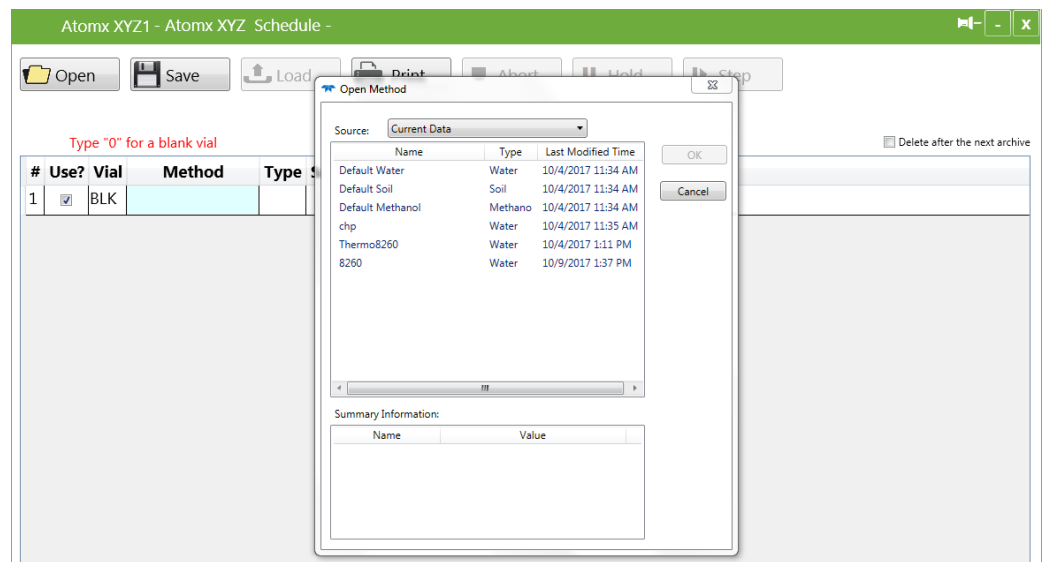 Atomx XYZ1 - Atomx XYZ Schedule -
- x
Open Save Load Print Abort Hold Step
Open Method
Type "0" for a blank vial
Delete after the next archive
# Use? Vial Method Type
1 BLK
Source: Current Data
Name Type Last Modified Time
Default Water Water 10/4/2017 11:34 AM
Default Soil Soil 10/4/2017 11:34 AM
Default Methanol Methano 10/4/2017 11:34 AM
chp Water 10/4/2017 11:35 AM
Thermo8260 Water 10/4/2017 1:11 PM
8260 Water 10/9/2017 1:37 PM
OK
Cancel
Summary Information:
Name Value